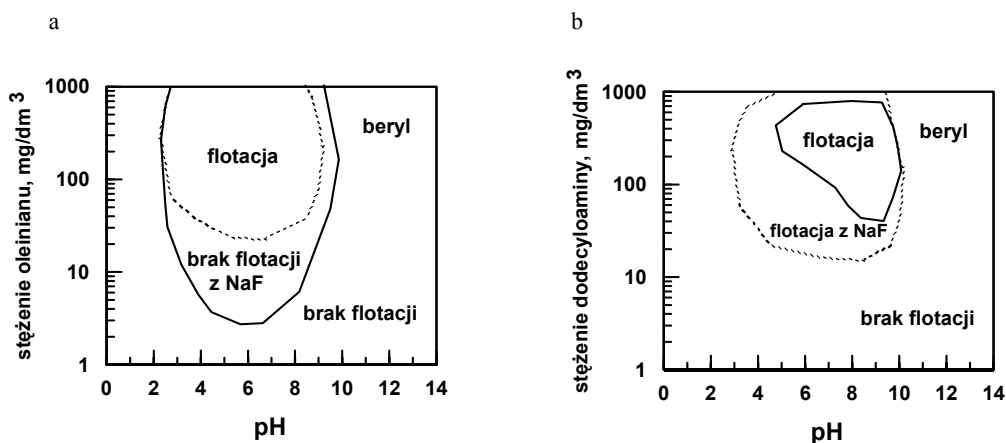 a
stężenie oleinianu, mg/dm 3
1000
100
10
1
beryl
flotacja
brak flotacji
z NaF
brak flotacji
0 2 4 6 8 10 12 14
pH
b
stężenie dodecyloaminy, mg/dm 3
1000
100
10
1
beryl
flotacja
flotacja z NaF
brak flotacji
0 2 4 6 8 10 12 14
pH